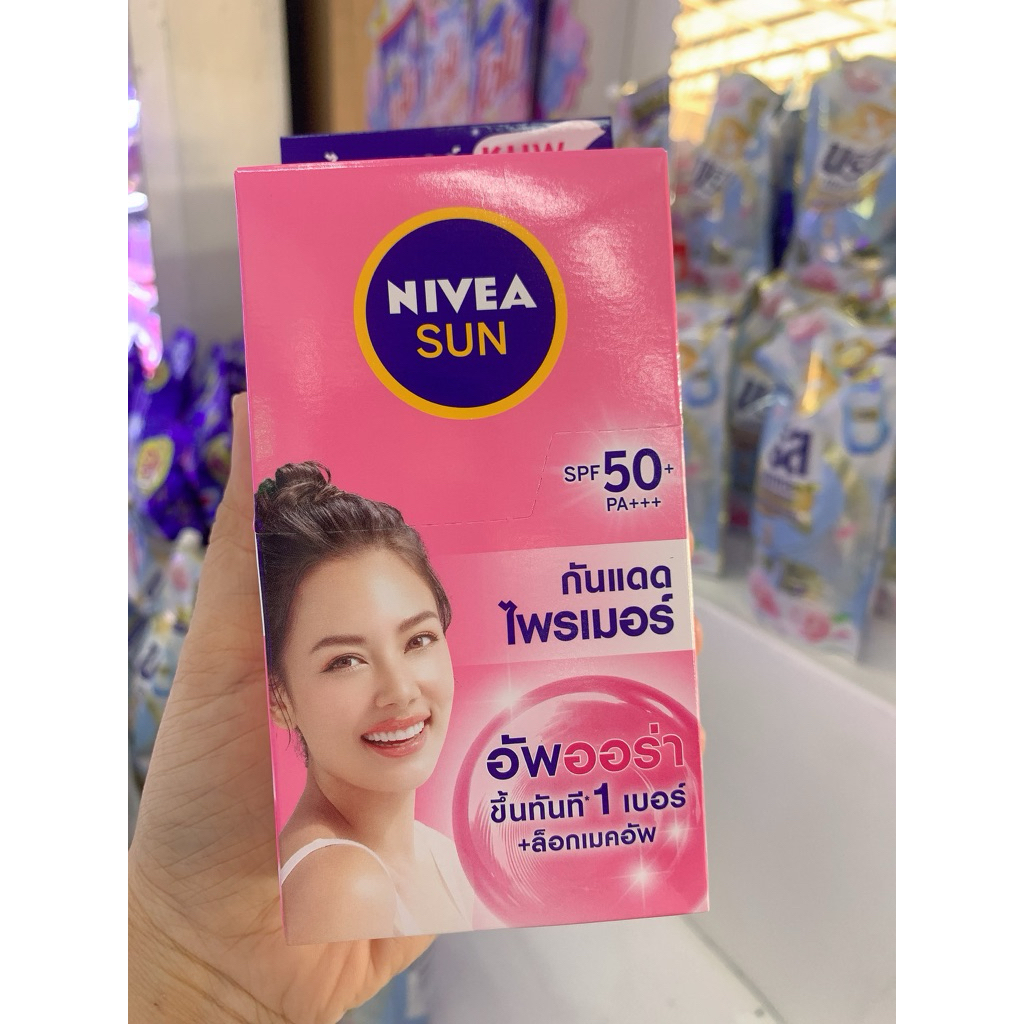 NIVEA
SUN
SPF 50+
PA+++
กันแดด
ไพรเมอร์
อัพออร่า
ขึ้นทันที* 1 เบอร์
+ล็อกเมคอัพ